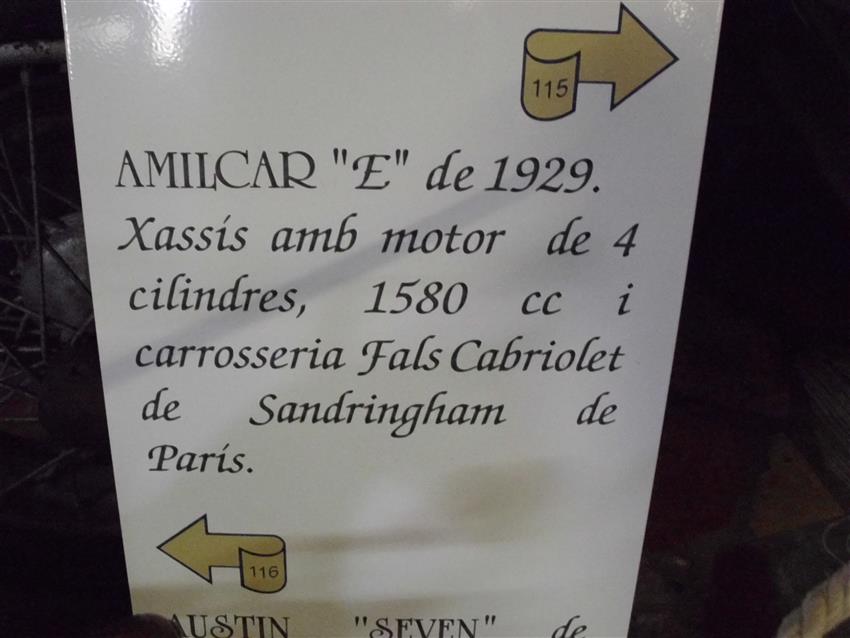 115
AMILCAR "E" de 1929.
Xassís amb motor de 4
cilindres, 1580 cc i
carrosseria Fals Cabriolet
de Sandringham de
París.
116
AUSTIN "SEVEN" de